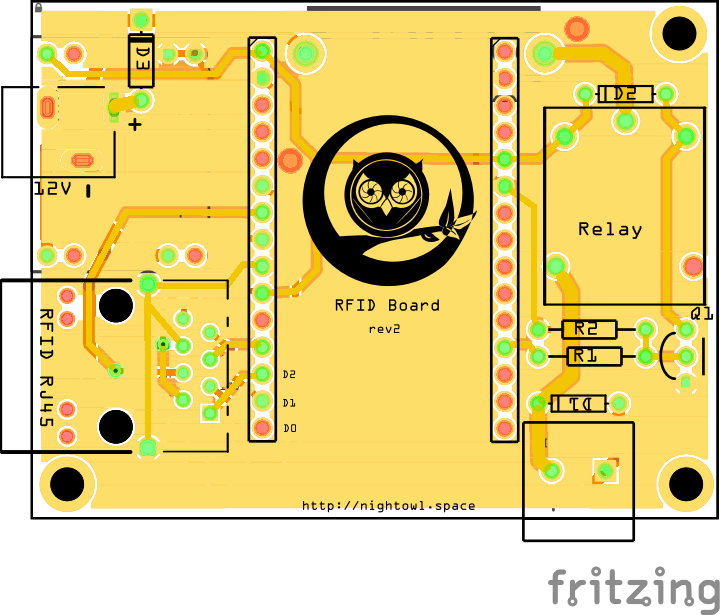 D3
+
12V
-
D2
Relay
RFID Board
rev2
Q1
R2
R1
RFID RJ45
D2
D1
D0
D1
http://nightowl.space
fritzing